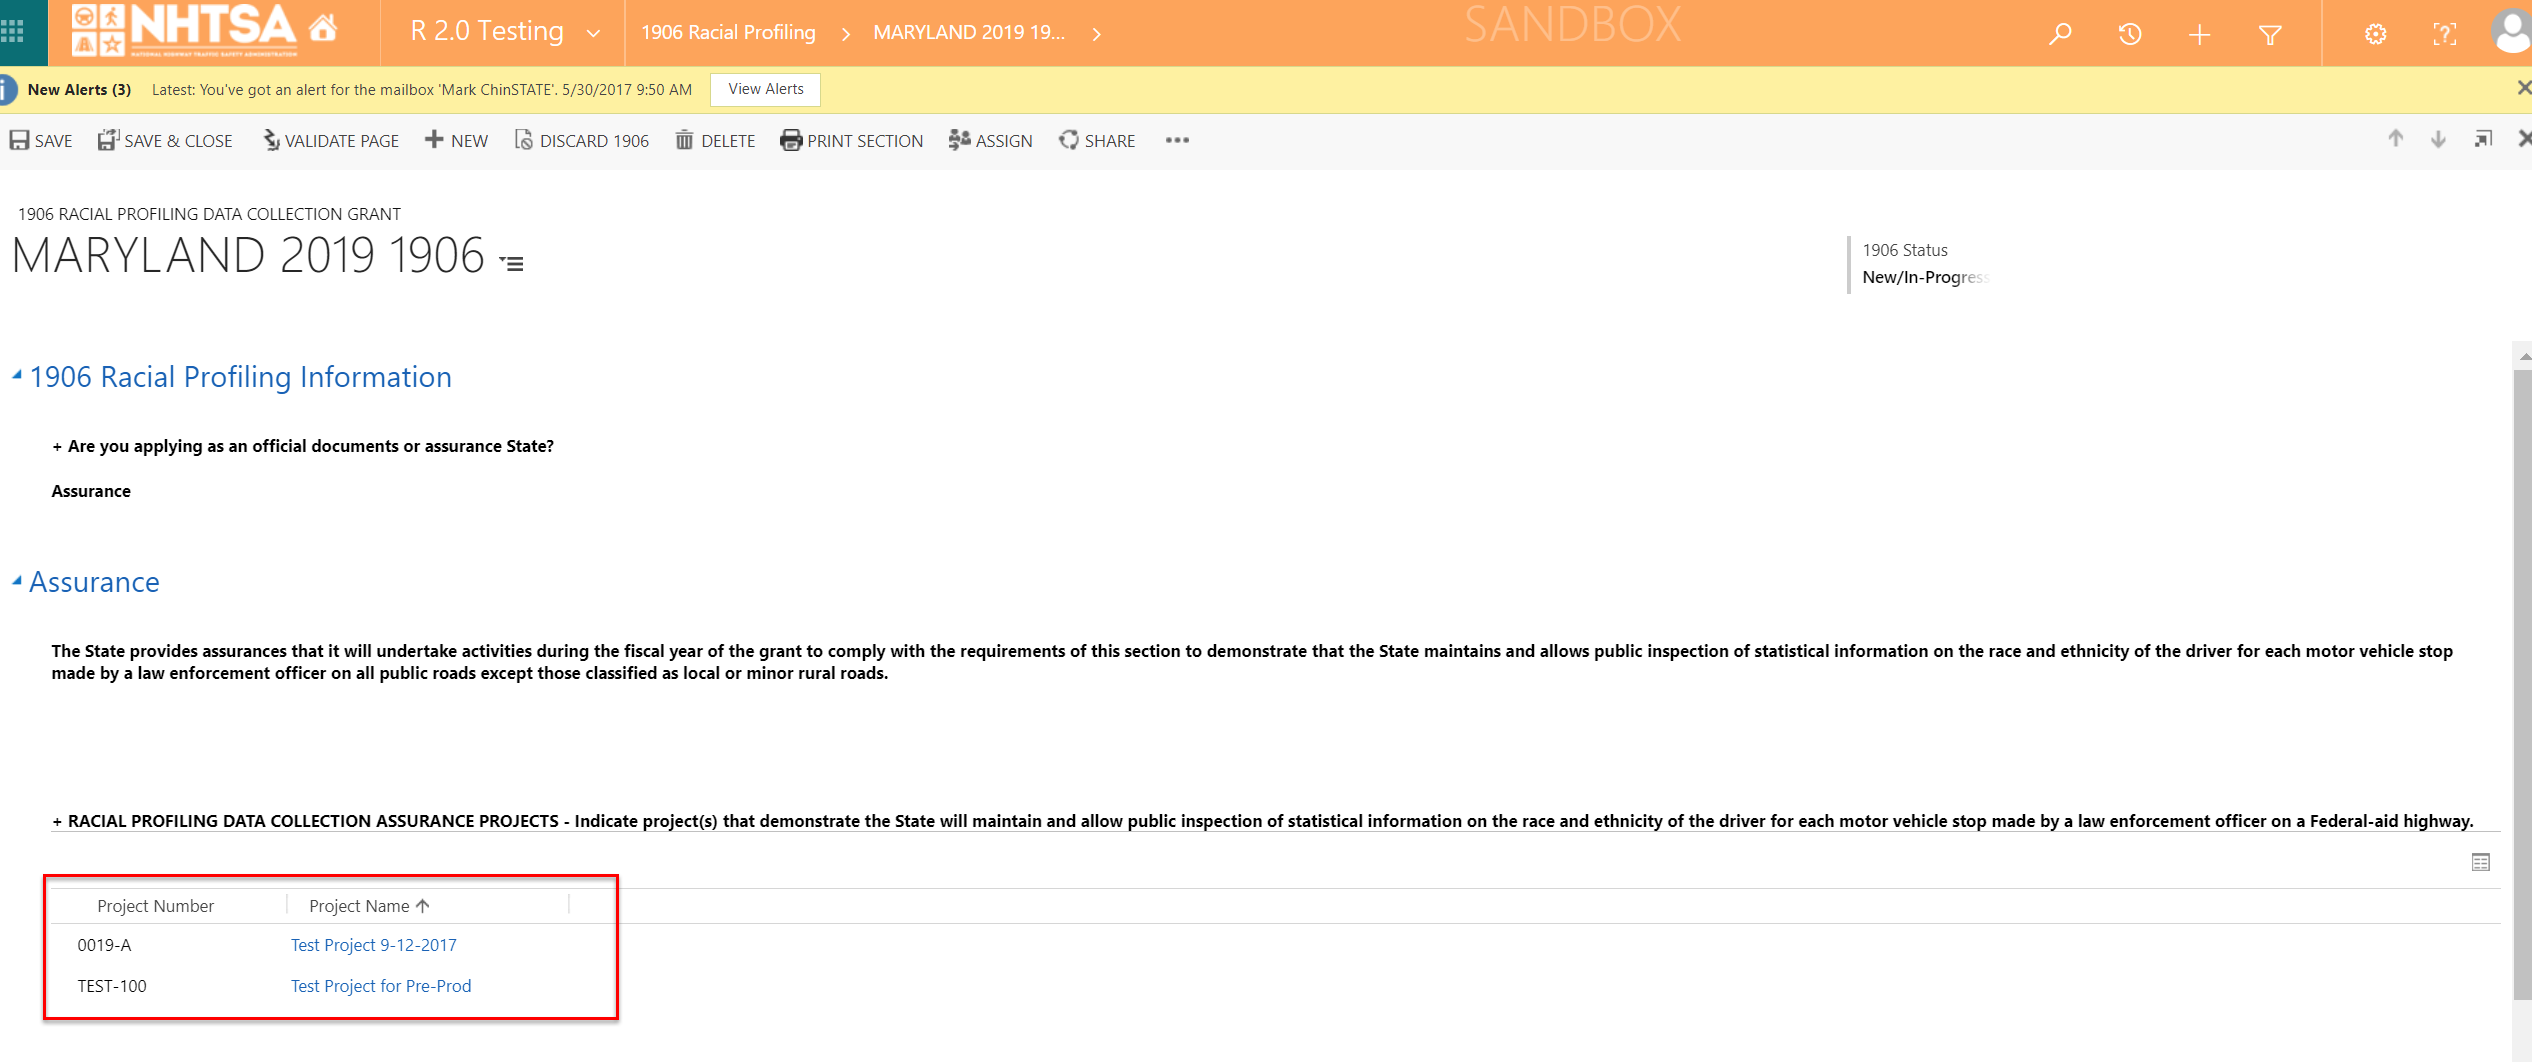 NHTSA
NATIONAL HIGHWAY TRAFFIC SAFETY ADMINISTRATION
R 2.0 Testing
1906 Racial Profiling
MARYLAND 2019 19...
SANDBOX
New Alerts (3)
Latest: You've got an alert for the mailbox 'Mark ChinSTATE'. 5/30/2017 9:50 AM
View Alerts
SAVE
SAVE & CLOSE
VALIDATE PAGE
NEW
DISCARD 1906
DELETE
PRINT SECTION
ASSIGN
SHARE
1906 RACIAL PROFILING DATA COLLECTION GRANT
MARYLAND 2019 1906
1906 Status
New/In-Progress
1906 Racial Profiling Information
+ Are you applying as an official documents or assurance State?
Assurance
Assurance
The State provides assurances that it will undertake activities during the fiscal year of the grant to comply with the requirements of this section to demonstrate that the State maintains and allows public inspection of statistical information on the race and ethnicity of the driver for each motor vehicle stop
made by a law enforcement officer on all public roads except those classified as local or minor rural roads.
+ RACIAL PROFILING DATA COLLECTION ASSURANCE PROJECTS - Indicate project(s) that demonstrate the State will maintain and allow public inspection of statistical information on the race and ethnicity of the driver for each motor vehicle stop made by a law enforcement officer on a Federal-aid highway.
Project Number
Project Name
0019-A
Test Project 9-12-2017
TEST-100
Test Project for Pre-Prod